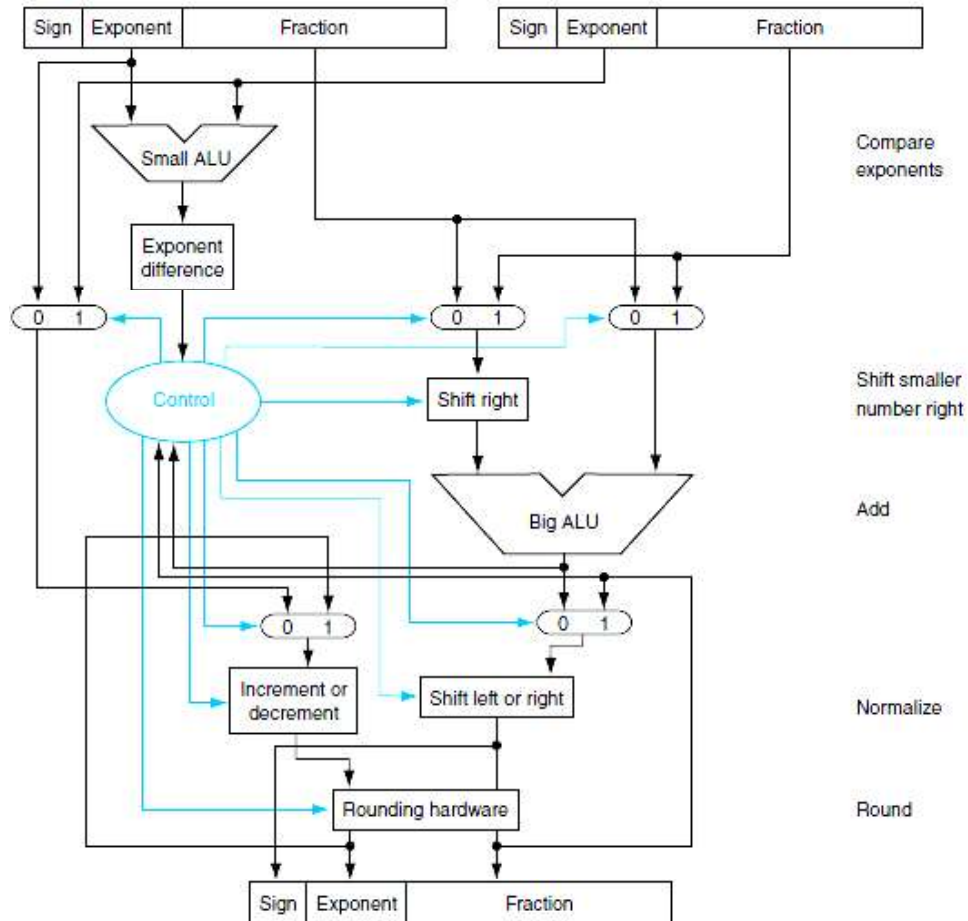 Sign Exponent Fraction Sign Exponent Fraction
Small ALU
Compare
exponents
Exponent
difference
0 1 0 1 0 1
Control
Shift right
Shift smaller
number right
Big ALU
Add
0 1 0 1
Increment or
decrement
Shift left or right
Normalize
Rounding hardware
Round
Sign Exponent Fraction